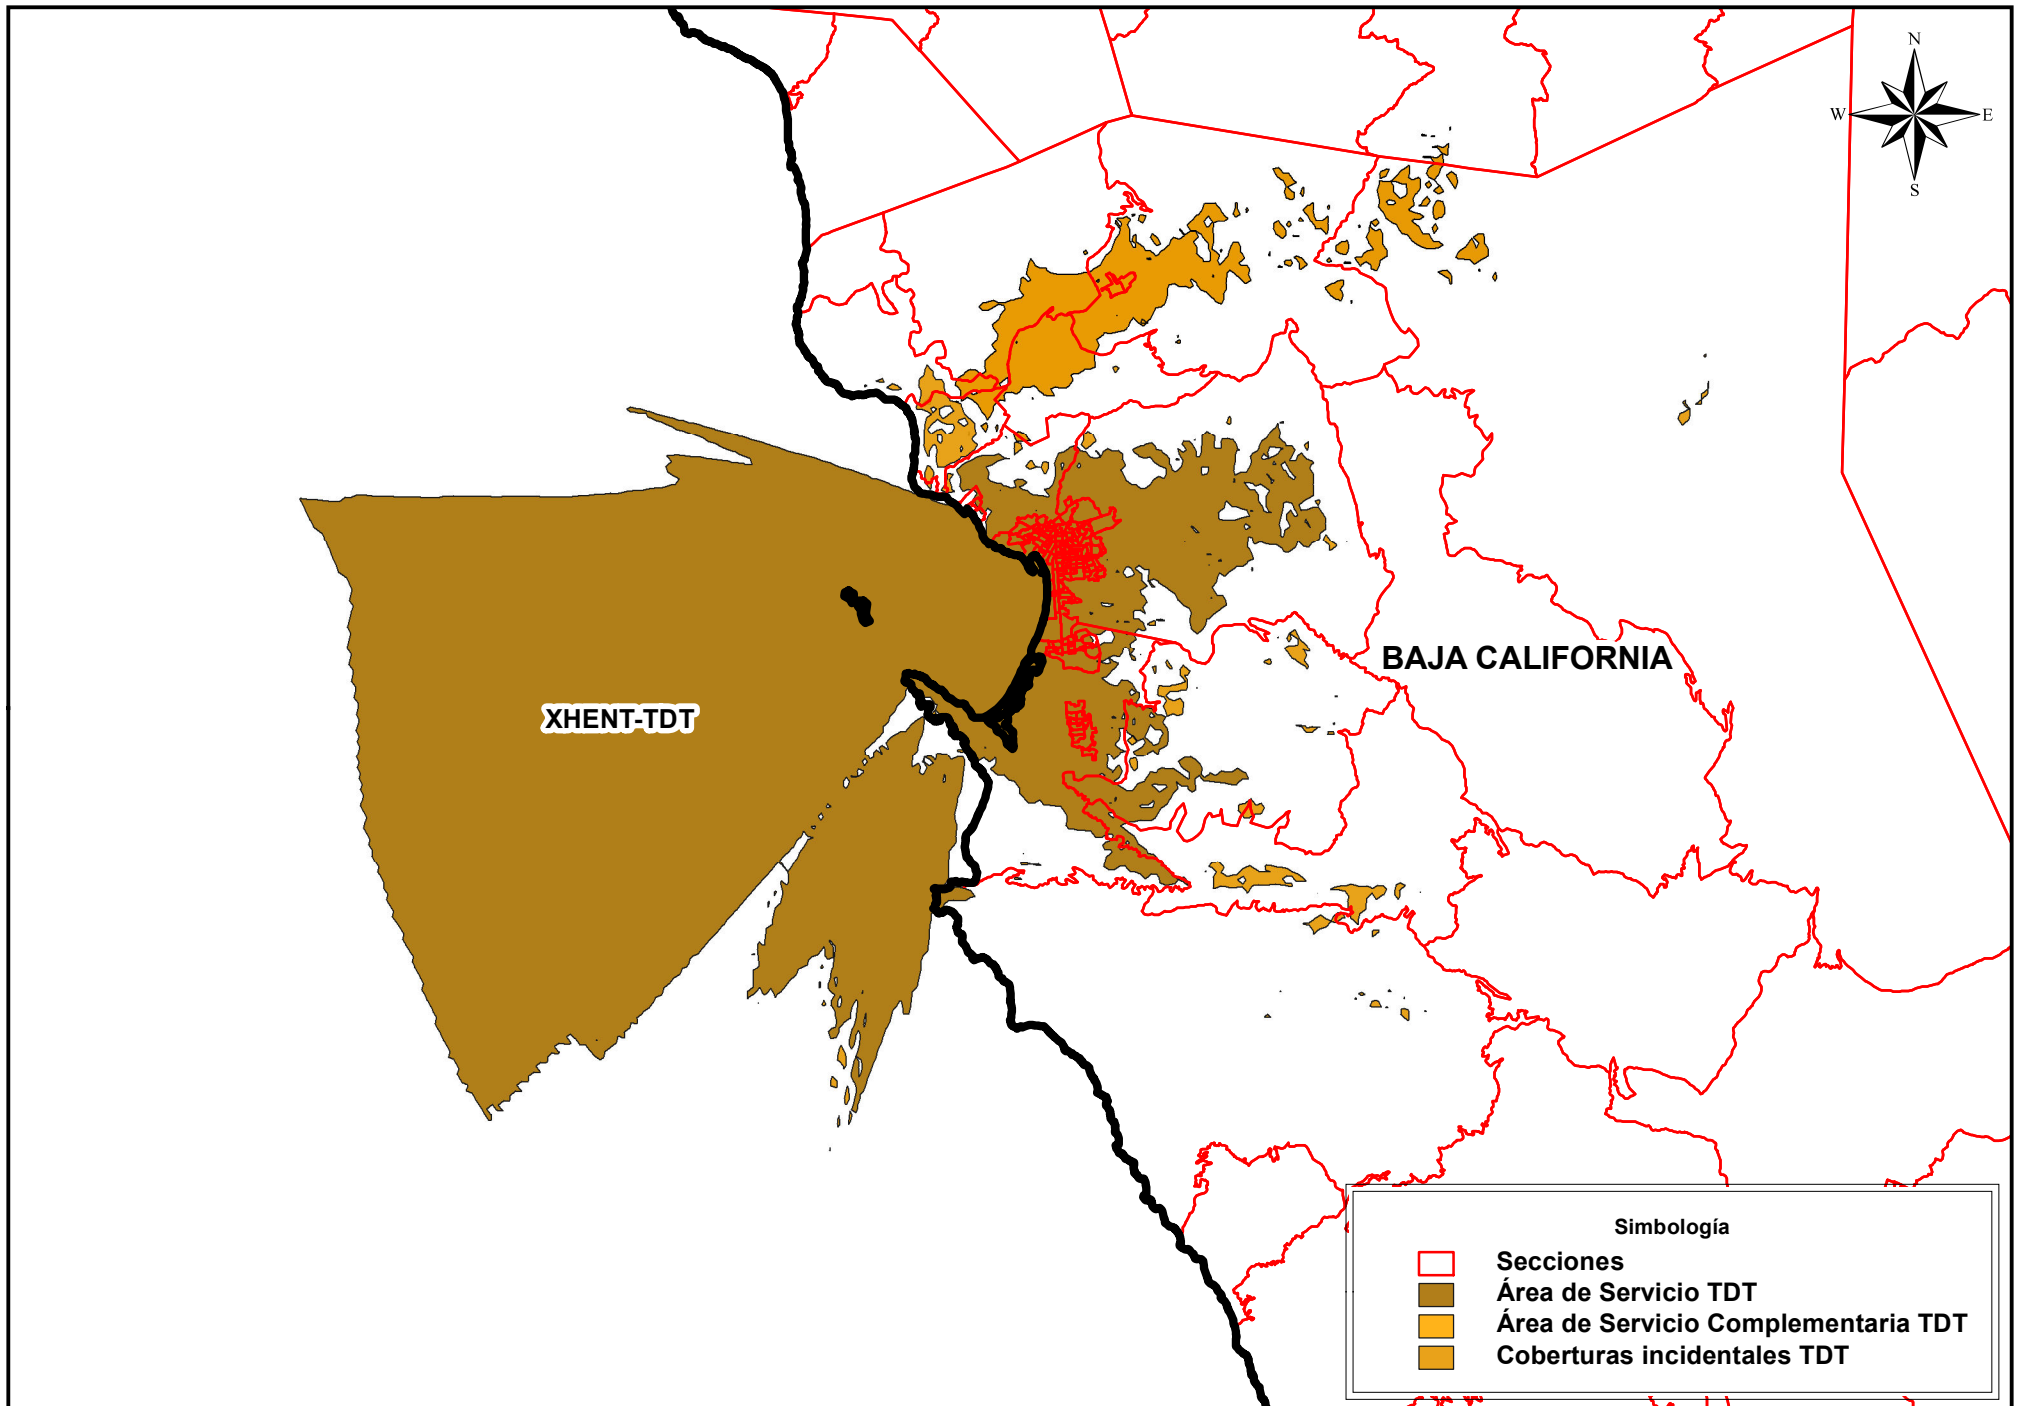 N
W E
S
BAJA CALIFORNIA
XHENT-TDT
Simbología
Secciones
Área de Servicio TDT
Área de Servicio Complementaria TDT
Coberturas incidentales TDT